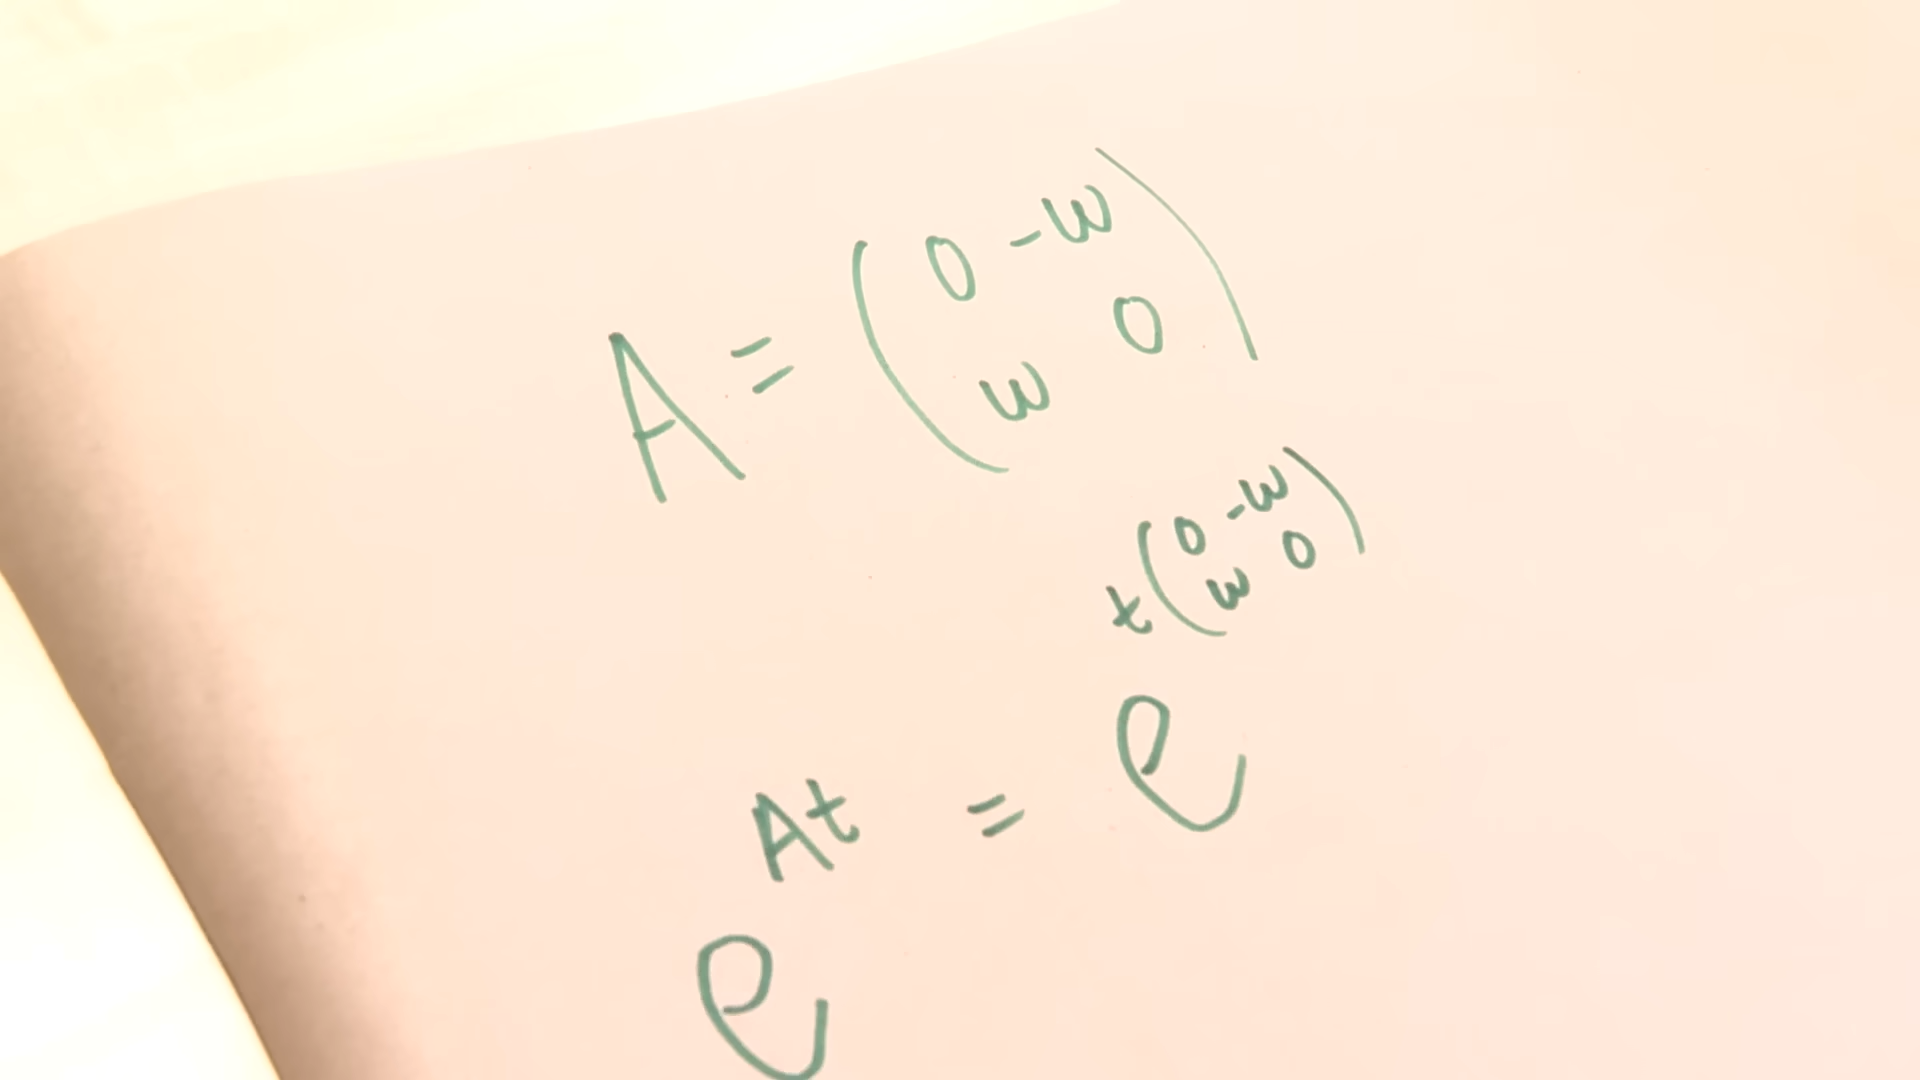 A = ( 0 -w )
( w 0 )
t ( 0 -w )
( w 0 )
At = e
e